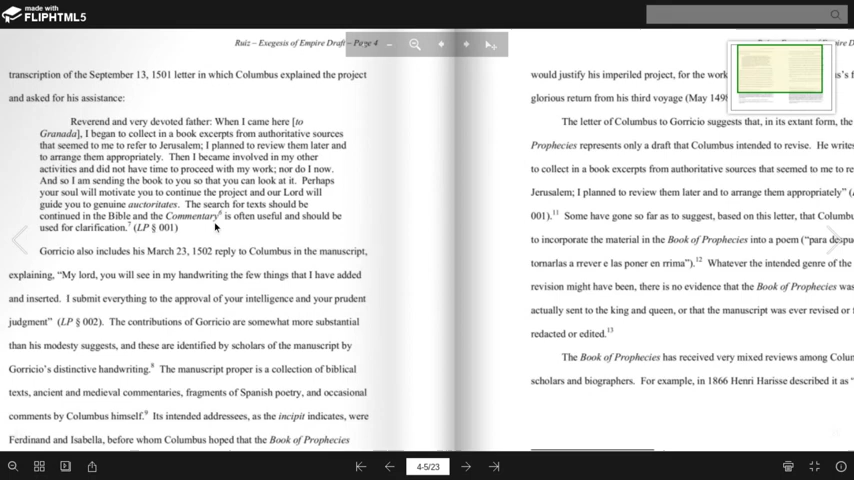 made with
FLIPHTML5
Ruiz – Exegesis of Empire Draft – Page 4
transcription of the September 13, 1501 letter in which Columbus explained the project
and asked for his assistance:
Reverend and very devoted father: When I came here [to
Granada], I began to collect in a book excerpts from authoritative sources
that seemed to me to refer to Jerusalem; I planned to review them later and
to arrange them appropriately. Then I became involved in my other
activities and did not have time to proceed with my work; nor do I now.
And so I am sending the book to you so that you can look at it. Perhaps
your soul will motivate you to continue the project and our Lord will
guide you to genuine auctoritates. The search for texts should be
continued in the Bible and the Commentary⁶ is often useful and should be
used for clarification.⁷ (LP § 001)
Gorricio also includes his March 23, 1502 reply to Columbus in the manuscript,
explaining, “My lord, you will see in my handwriting the few things that I have added
and inserted. I submit everything to the approval of your intelligence and your prudent
judgment” (LP § 002). The contributions of Gorricio are somewhat more substantial
than his modesty suggests, and these are identified by scholars of the manuscript by
Gorricio’s distinctive handwriting.⁸ The manuscript proper is a collection of biblical
texts, ancient and medieval commentaries, fragments of Spanish poetry, and occasional
comments by Columbus himself.⁹ Its intended addressees, as the incipit indicates, were
Ferdinand and Isabella, before whom Columbus hoped that the Book of Prophecies
would justify his imperiled project, for the work
glorious return from his third voyage (May 149
The letter of Columbus to Gorricio suggests that, in its extant form, the
Prophecies represents only a draft that Columbus intended to revise. He writes
to collect in a book excerpts from authoritative sources that seemed to me to re
Jerusalem; I planned to review them later and to arrange them appropriately” (
001).¹¹ Some have gone so far as to suggest, based on this letter, that Columb
to incorporate the material in the Book of Prophecies into a poem (“para despu
tornarlas a rrever e las poner en rrima”).¹² Whatever the intended genre of the
revision might have been, there is no evidence that the Book of Prophecies was
actually sent to the king and queen, or that the manuscript was ever revised or
redacted or edited.¹³
The Book of Prophecies has received very mixed reviews among Colum
scholars and biographers. For example, in 1866 Henri Harisse described it as “
4-5/23